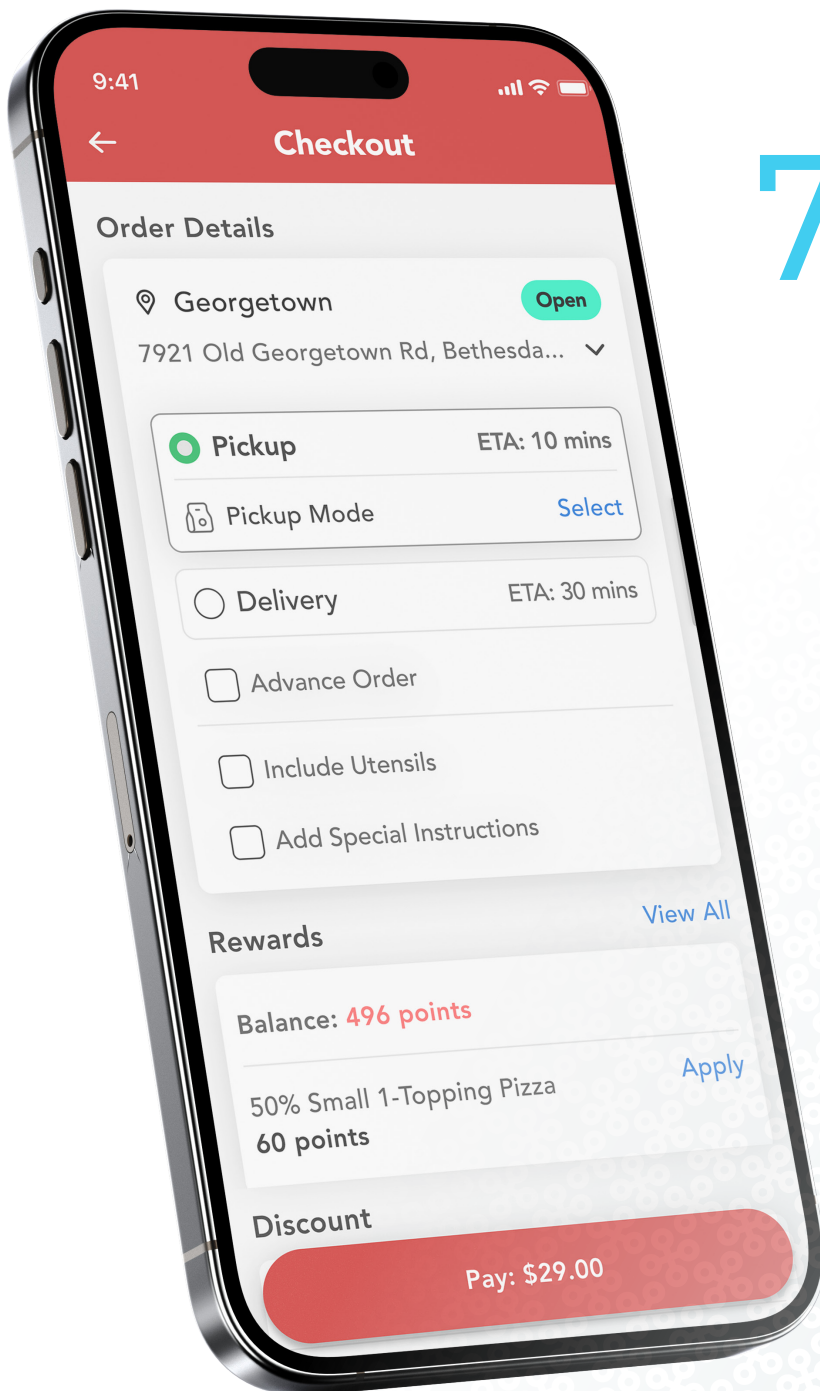 9:41
Checkout
Order Details
Georgetown
Open
7921 Old Georgetown Rd, Bethesda...
Pickup
ETA: 10 mins
Pickup Mode
Select
Delivery
ETA: 30 mins
Advance Order
Include Utensils
Add Special Instructions
Rewards
View All
Balance: 496 points
50% Small 1-Topping Pizza
Apply
60 points
Discount
Pay: $29.00
7